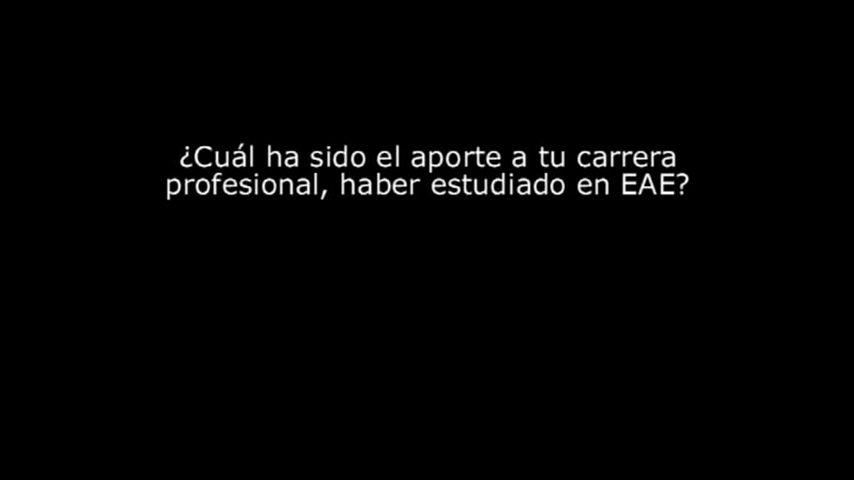 ¿Cuál ha sido el aporte a tu carrera
profesional, haber estudiado en EAE?